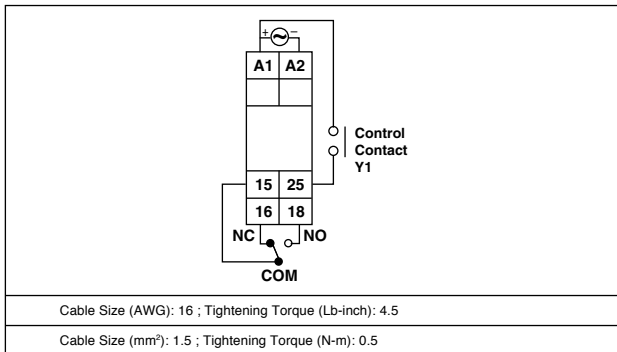 + −
A1 A2
Control
Contact
Y1
15 25
16 18
NC NO
COM
Cable Size (AWG): 16 ; Tightening Torque (Lb-inch): 4.5
Cable Size (mm²): 1.5 ; Tightening Torque (N-m): 0.5